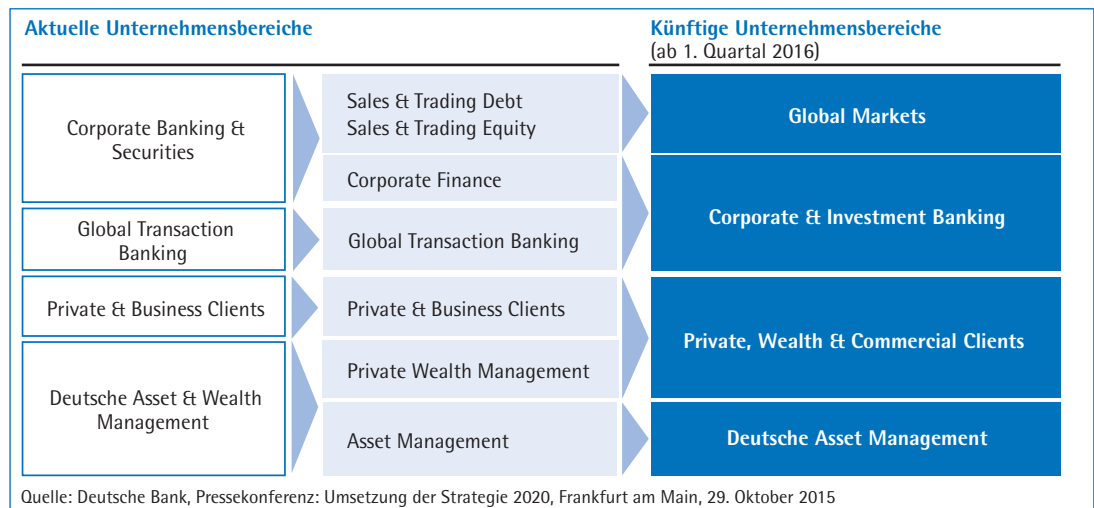 Aktuelle Unternehmensbereiche
Künftige Unternehmensbereiche
(ab 1. Quartal 2016)
Corporate Banking &
Securities
Sales & Trading Debt
Sales & Trading Equity
Global Markets
Corporate Finance
Corporate & Investment Banking
Global Transaction
Banking
Global Transaction Banking
Private & Business Clients
Private & Business Clients
Private, Wealth & Commercial Clients
Deutsche Asset & Wealth
Management
Private Wealth Management
Asset Management
Deutsche Asset Management
Quelle: Deutsche Bank, Pressekonferenz: Umsetzung der Strategie 2020, Frankfurt am Main, 29. Oktober 2015